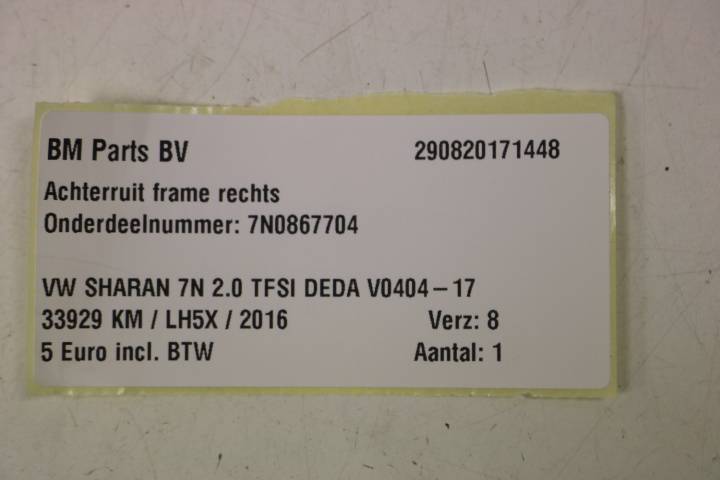 BM Parts BV 290820171448
Achterruit frame rechts
Onderdeelnummer: 7N0867704
VW SHARAN 7N 2.0 TFSI DEDA V0404-17
33929 KM / LH5X / 2016 Verz: 8
5 Euro incl. BTW Aantal: 1